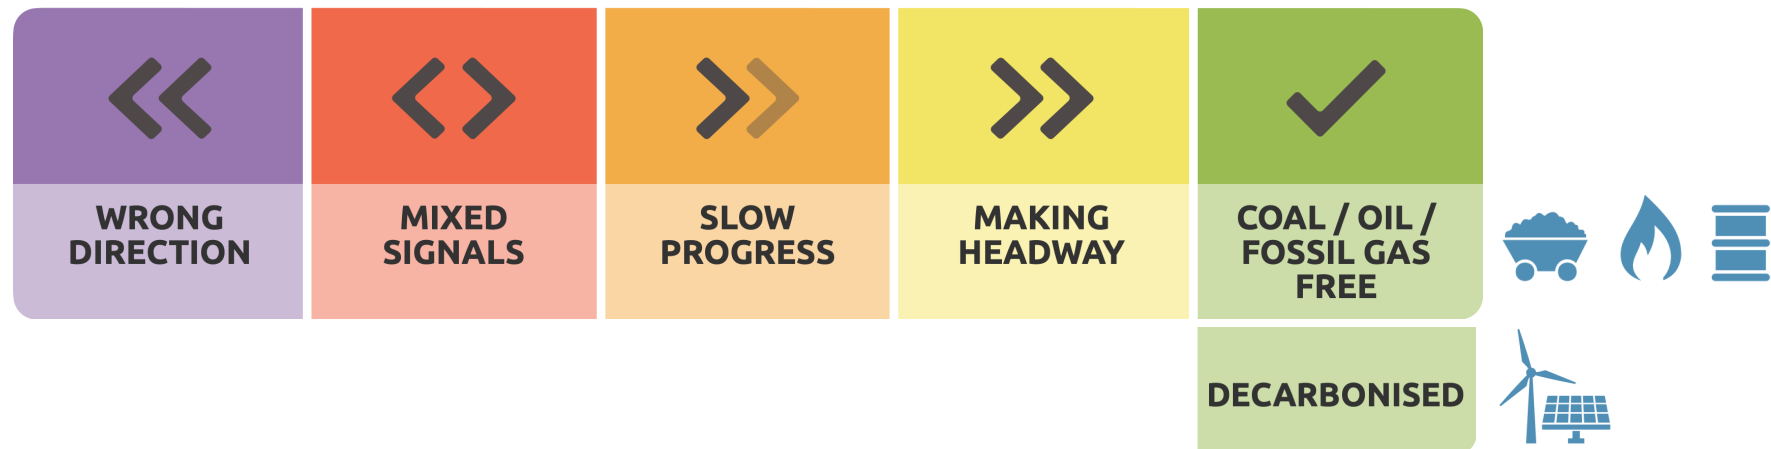 WRONG
DIRECTION
MIXED
SIGNALS
SLOW
PROGRESS
MAKING
HEADWAY
COAL / OIL /
FOSSIL GAS
FREE
DECARBONISED